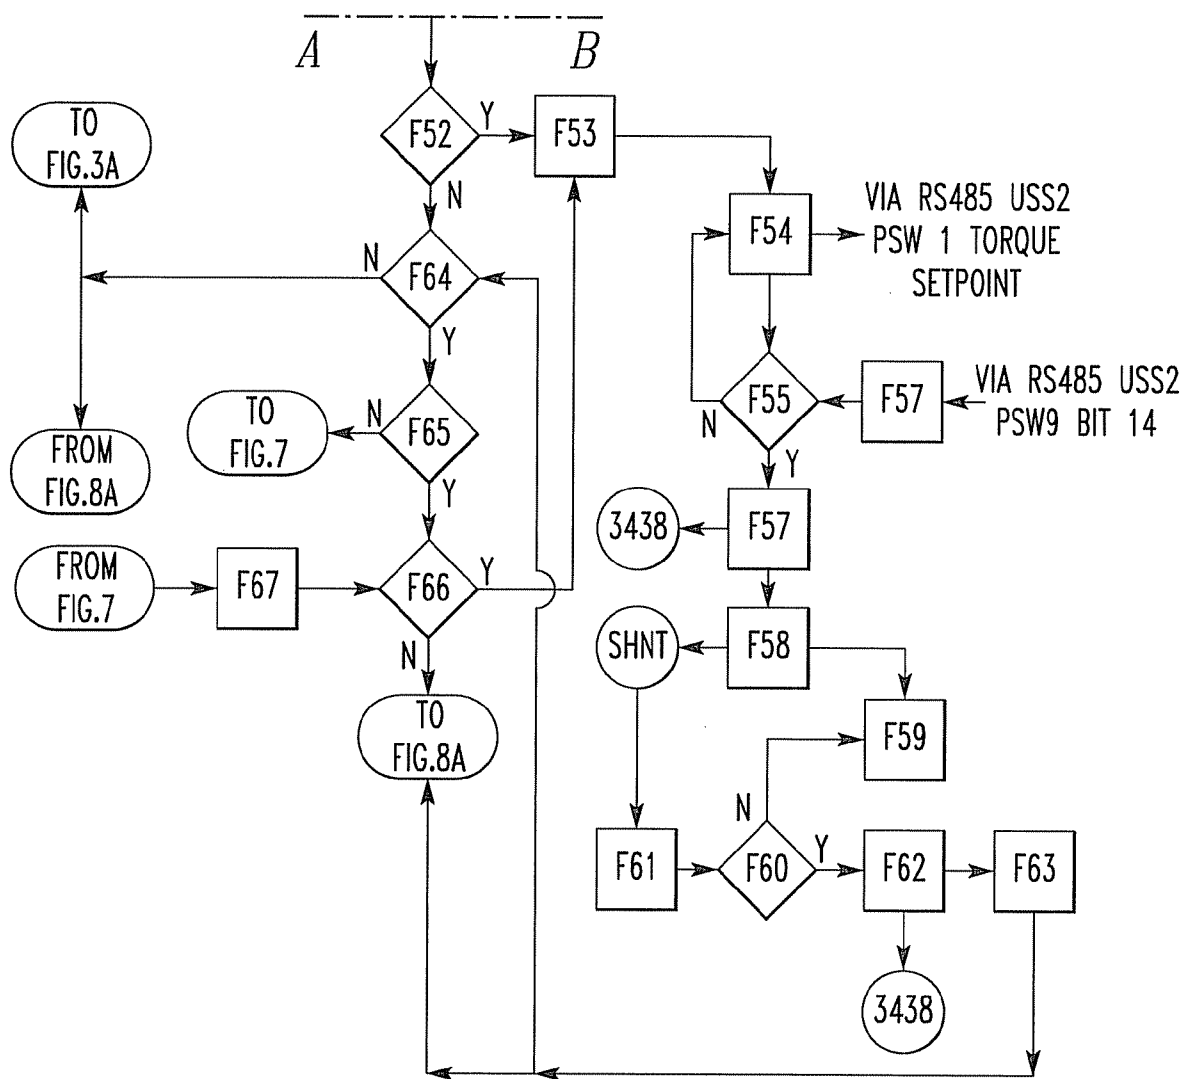 A
B
TO
FIG.3A
F52
Y
F53
N
F54
VIA RS485 USS2
PSW 1 TORQUE
SETPOINT
N
F64
Y
TO
FIG.7
N
F65
Y
F55
N
Y
F57
VIA RS485 USS2
PSW9 BIT 14
FROM
FIG.8A
3438
F57
FROM
FIG.7
F67
F66
Y
N
SHNT
F58
TO
FIG.8A
F59
N
F61
F60
Y
F62
F63
3438